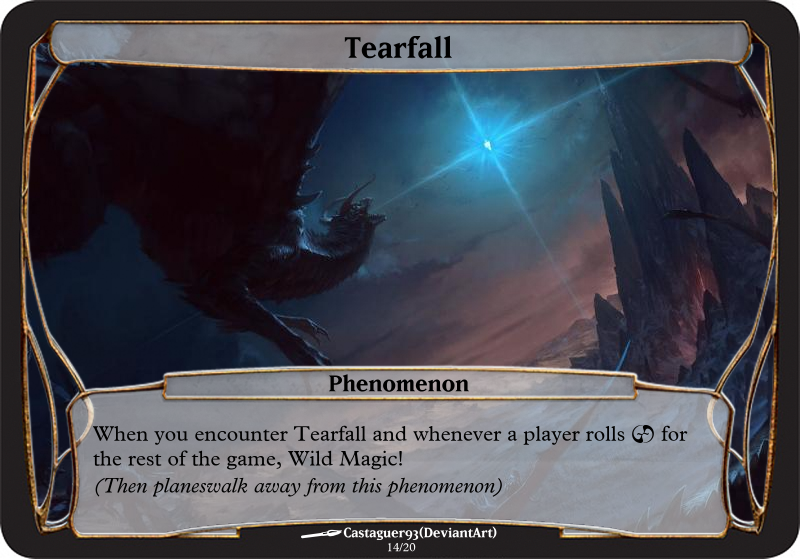 Tearfall
Phenomenon
When you encounter Tearfall and whenever a player rolls for
the rest of the game, Wild Magic!
(Then planeswalk away from this phenomenon)
Castaguer93(DeviantArt)
14/20